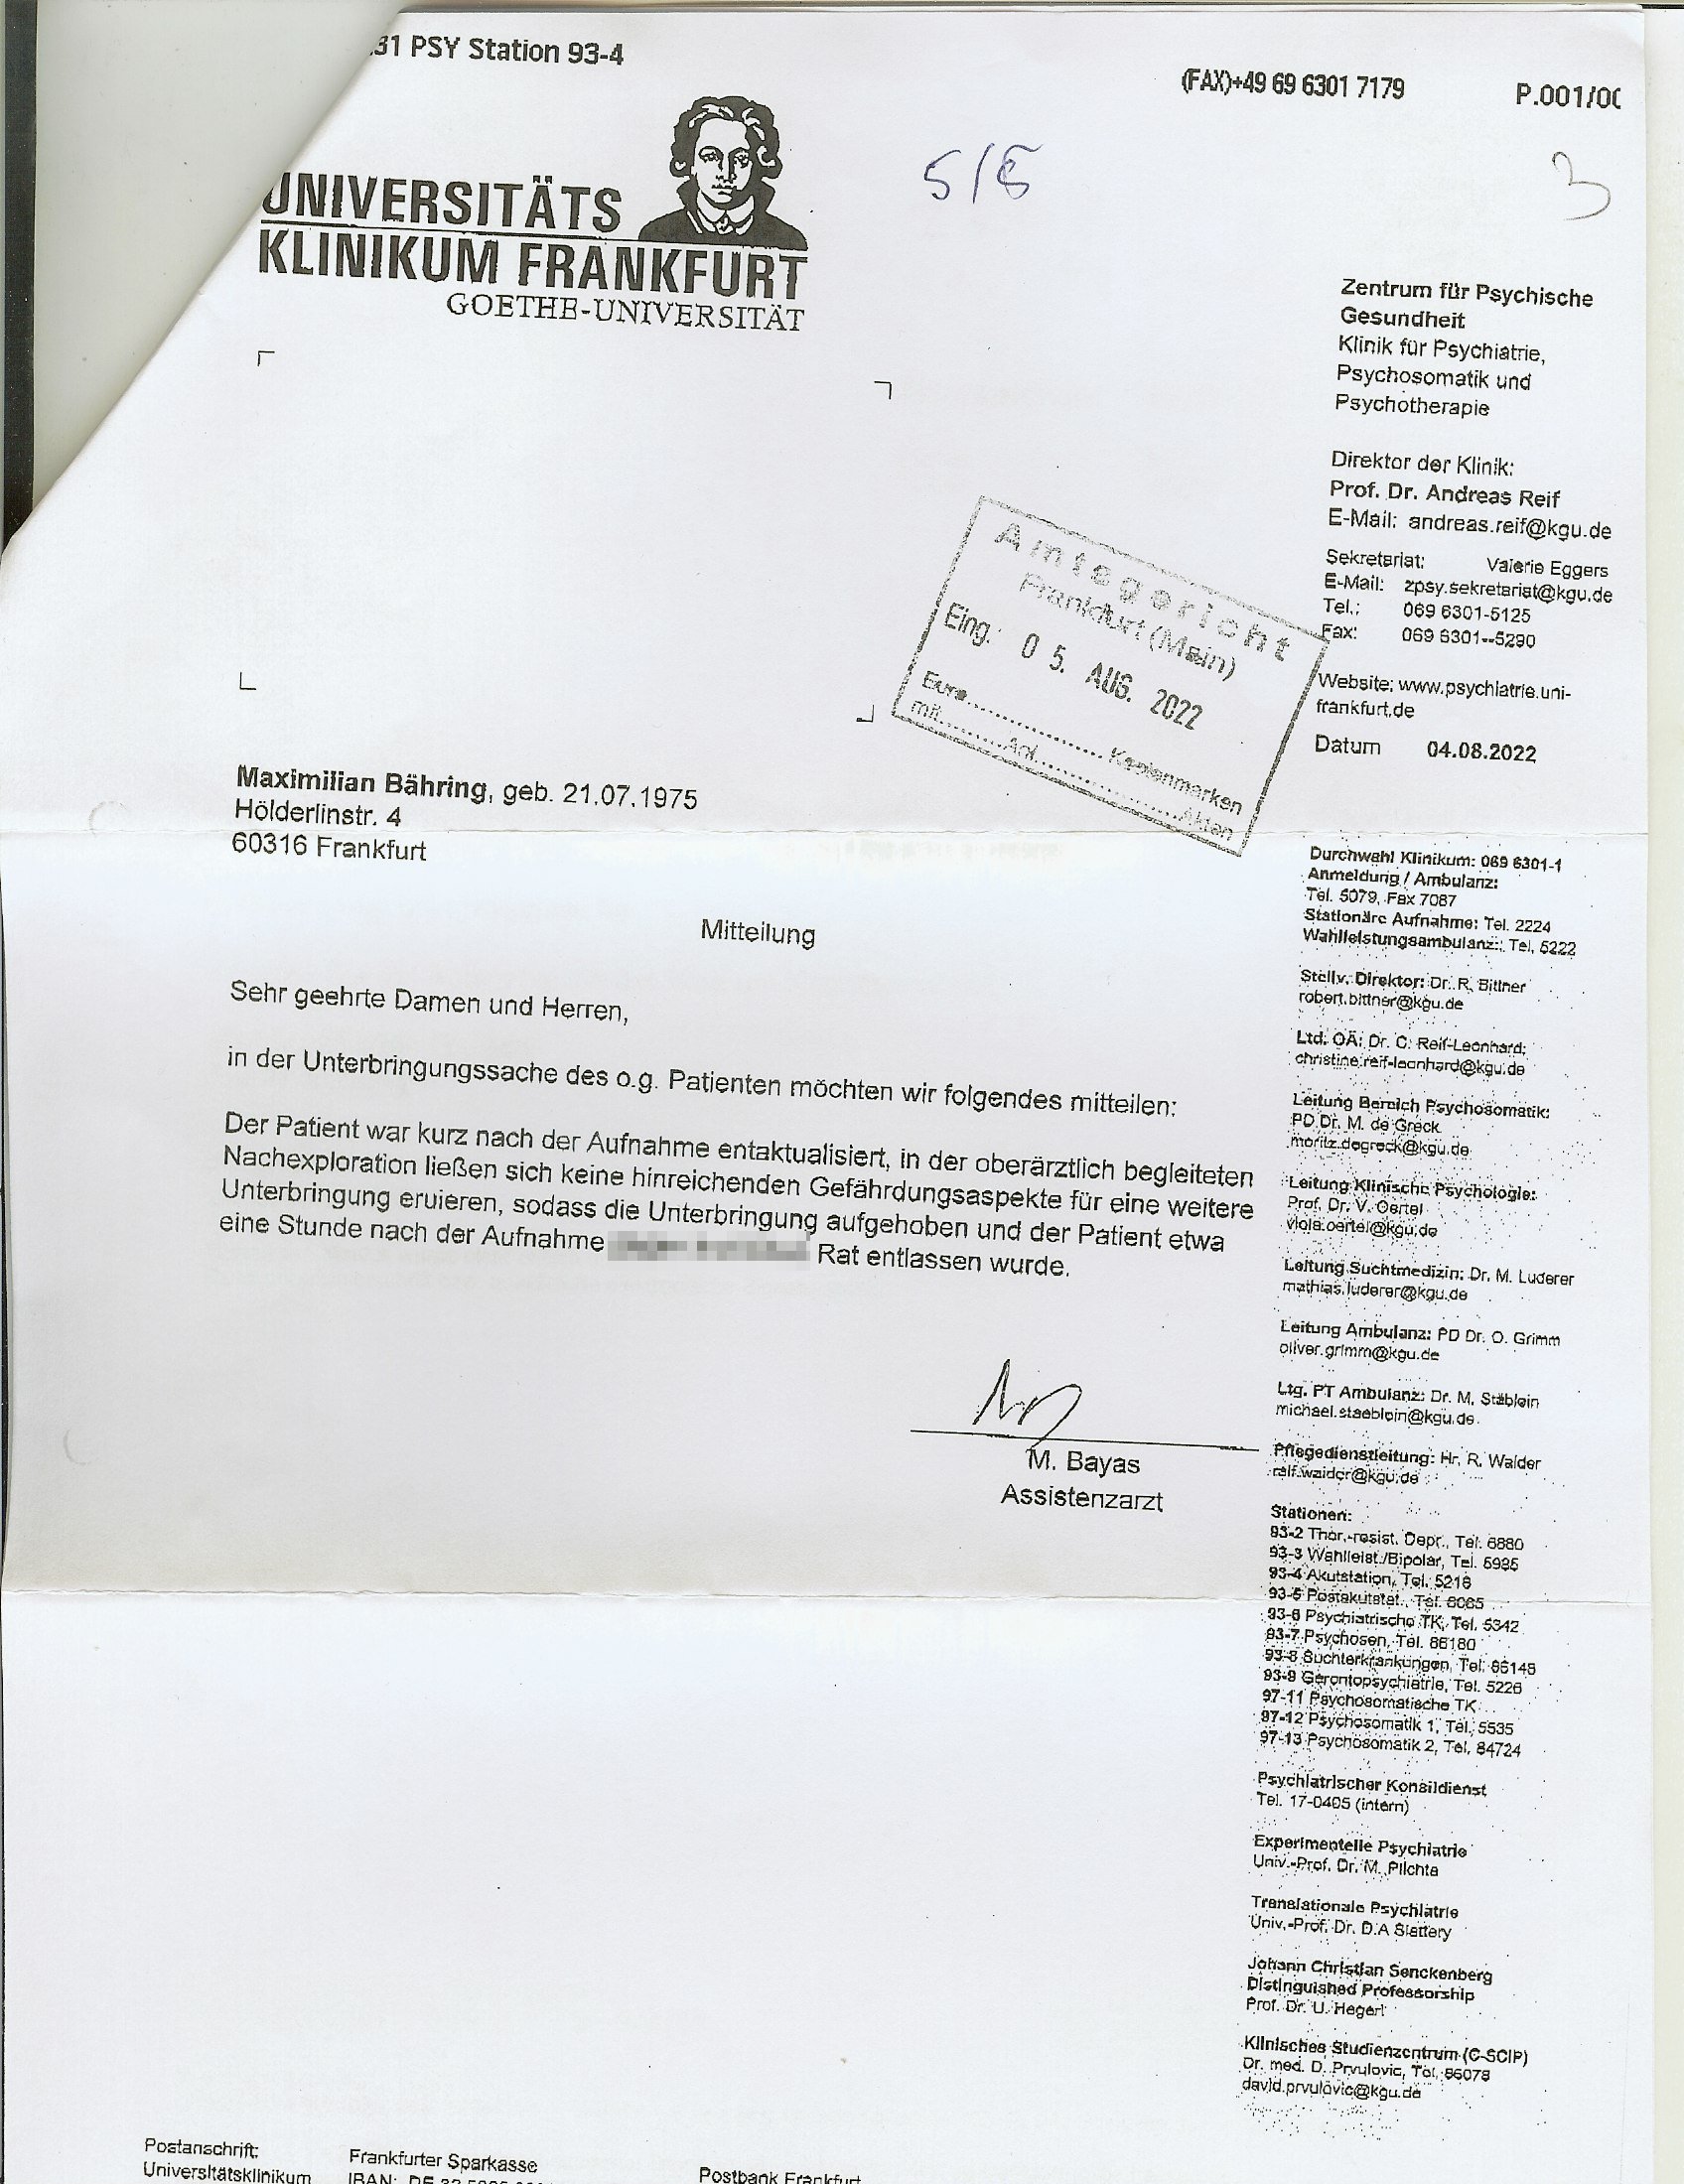 31 PSY Station 93-4
(FAX)+49 69 6301 7179
P.001/00
5/8
3
UNIVERSITÄTS
KLINIKUM FRANKFURT
GOETHE-UNIVERSITÄT
Zentrum für Psychische
Gesundheit
Klinik für Psychiatrie,
Psychosomatik und
Psychotherapie
Direktor der Klinik:
Prof. Dr. Andreas Reif
E-Mail: andreas.reif@kgu.de
Sekretariat: Valerie Eggers
E-Mail: zpsy.sekretariat@kgu.de
Tel.: 069 6301-5125
Fax: 069 6301--5290
Website: www.psychiatrie.uni-
frankfurt.de
Datum 04.08.2022
Amtsgericht
Frankfurt (Main)
Eing.: 05. AUG. 2022
Euro.................. Kostenmarken
mit..........Anl.....................Akten
Maximilian Bähring, geb. 21.07.1975
Hölderlinstr. 4
60316 Frankfurt
Mitteilung
Sehr geehrte Damen und Herren,
in der Unterbringungssache des o.g. Patienten möchten wir folgendes mitteilen:
Der Patient war kurz nach der Aufnahme entaktualisiert, in der oberärztlich begleiteten
Nachexploration ließen sich keine hinreichenden Gefährdungsaspekte für eine weitere
Unterbringung eruieren, sodass die Unterbringung aufgehoben und der Patient etwa
eine Stunde nach der Aufnahme Rat entlassen wurde.
M. Bayas
Assistenzarzt
Durchwahl Klinikum: 069 6301-1
Anmeldung / Ambulanz:
Tel. 5079, Fax 7087
Stationäre Aufnahme: Tel. 2224
Wahlleistungsambulanz:: Tel. 5222
Stellv. Direktor: Dr. R. Bittner
robert.bittner@kgu.de
Ltd. OÄ: Dr. C. Reif-Leonhard:
christine.reif-leonhard@kgu.de
Leitung Bereich Psychosomatik:
PD Dr. M. de Greck
moritz.degreck@kgu.de
Leitung Klinische Psychologie:
Prof. Dr. V. Oertel
viola.oertel@kgu.de
Leitung Suchtmedizin: Dr. M. Luderer
mathias.luderer@kgu.de
Leitung Ambulanz: PD Dr. O. Grimm
oliver.grimm@kgu.de
Ltg. PT Ambulanz: Dr. M. Stäblein
michael.staeblein@kgu.de
Pflegedienstleitung: Hr. R. Walder
ralf.walder@kgu.de
Stationen:
93-2 Ther.-resist. Depr., Tel. 6880
93-3 Wahlleist./Bipolar, Tel. 5985
93-4 Akutstation, Tel. 5218
93-5 Postakutstat., Tel. 6065
93-6 Psychiatrische TK, Tel. 5342
93-7 Psychosen, Tel. 86180
93-8 Suchterkrankungen, Tel. 86148
93-9 Gerontopsychiatrie, Tel. 5226
97-11 Psychosomatische TK
97-12 Psychosomatik 1, Tel. 5535
97-13 Psychosomatik 2, Tel. 84724
Psychiatrischer Konsildienst
Tel. 17-0405 (intern)
Experimentelle Psychiatrie
Univ.-Prof. Dr. M. Plichta
Translationale Psychiatrie
Univ.-Prof. Dr. D.A Slattery
Johann Christian Senckenberg
Distinguished Professorship
Prof. Dr. U. Hegerl
Klinisches Studienzentrum (C-SCIP)
Dr. med. D. Prvulovic, Tel. 86078
david.prvulovic@kgu.de
Postanschrift:
Universitätsklinikum
Frankfurter Sparkasse
IBAN: DE
Postbank Frankfurt